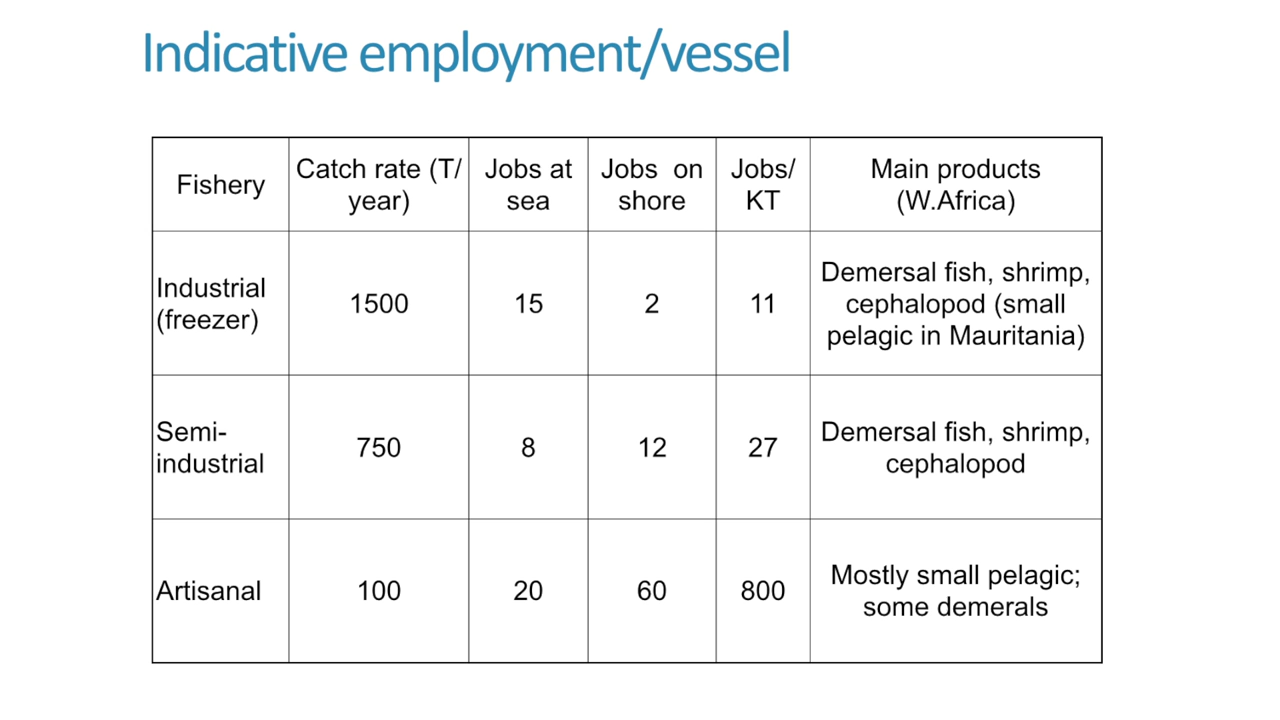 Indicative employment/vessel
Fishery
Catch rate (T/
year)
Jobs at
sea
Jobs on
shore
Jobs/
KT
Main products
(W.Africa)
Industrial
(freezer)
1500
15
2
11
Demersal fish, shrimp,
cephalopod (small
pelagic in Mauritania)
Semi-
industrial
750
8
12
27
Demersal fish, shrimp,
cephalopod
Artisanal
100
20
60
800
Mostly small pelagic;
some demerals